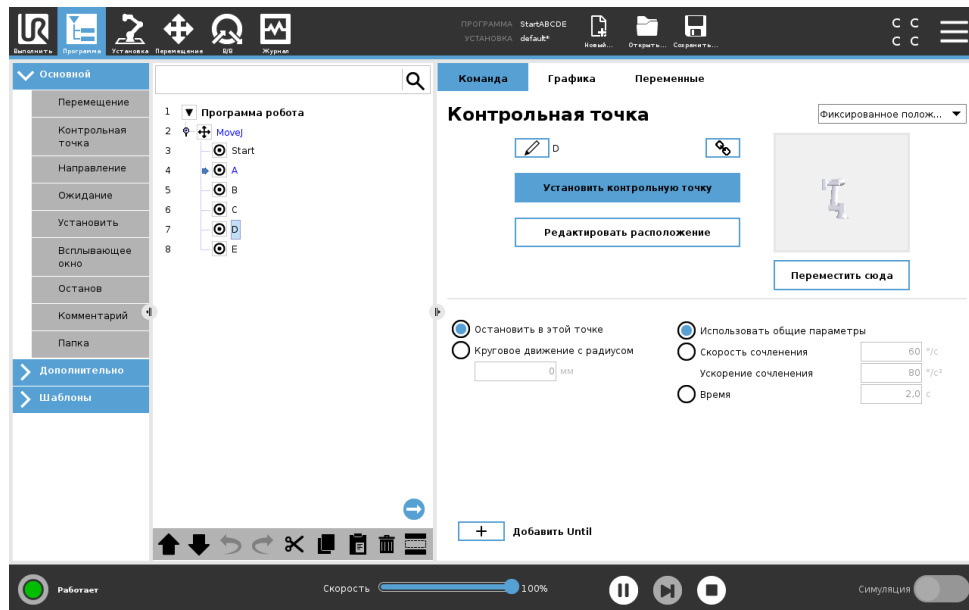 UR
Выполнить
Программа
Установка
Перемещение
В/В
Журнал
ПРОГРАММА StartABCDE
УСТАНОВКА default*
Новый...
Открыть...
Сохранить...
C C
C C
Основной
Перемещение
Контрольная
точка
Направление
Ожидание
Установить
Всплывающее
окно
Останов
Комментарий
Папка
Дополнительно
Шаблоны
1 Программа робота
2 MoveJ
3 Start
4 A
5 B
6 C
7 D
8 E
Команда Графика Переменные
Контрольная точка
Фиксированное полож...
D
Установить контрольную точку
Редактировать расположение
Переместить сюда
Остановить в этой точке
Круговое движение с радиусом
0 мм
Использовать общие параметры
Скорость сочленения 60 °/с
Ускорение сочленения 80 °/с²
Время 2,0 с
+ Добавить Until
Работает
Скорость 100%
Симуляция